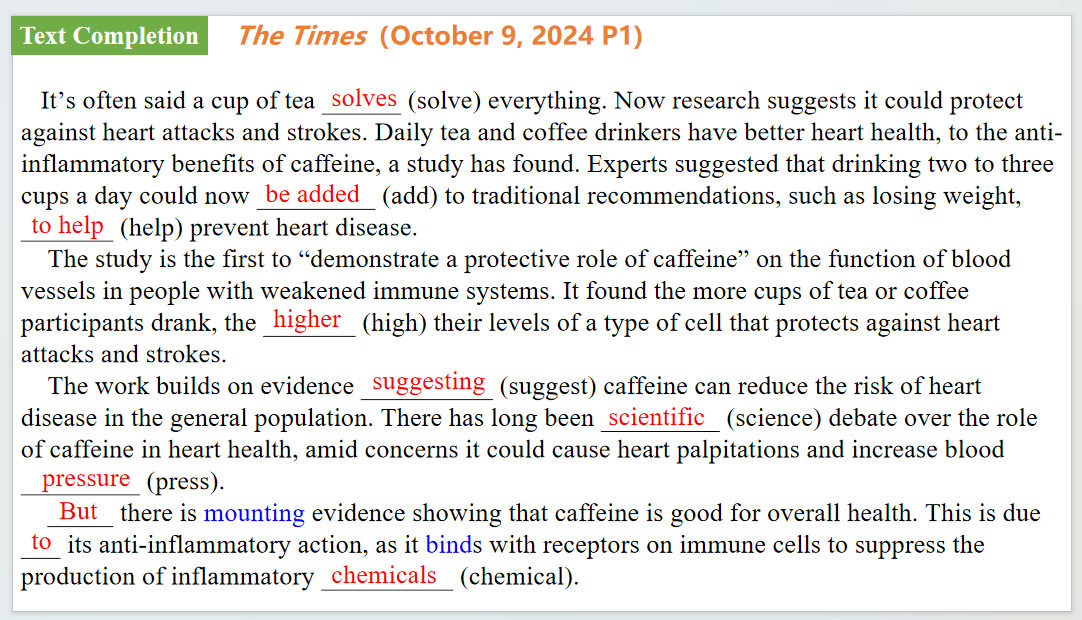 Text Completion The Times (October 9, 2024 P1)
It’s often said a cup of tea solves (solve) everything. Now research suggests it could protect
against heart attacks and strokes. Daily tea and coffee drinkers have better heart health, to the anti-
inflammatory benefits of caffeine, a study has found. Experts suggested that drinking two to three
cups a day could now be added (add) to traditional recommendations, such as losing weight,
to help (help) prevent heart disease.
The study is the first to “demonstrate a protective role of caffeine” on the function of blood
vessels in people with weakened immune systems. It found the more cups of tea or coffee
participants drank, the higher (high) their levels of a type of cell that protects against heart
attacks and strokes.
The work builds on evidence suggesting (suggest) caffeine can reduce the risk of heart
disease in the general population. There has long been scientific (science) debate over the role
of caffeine in heart health, amid concerns it could cause heart palpitations and increase blood
pressure (press).
But there is mounting evidence showing that caffeine is good for overall health. This is due
to its anti-inflammatory action, as it binds with receptors on immune cells to suppress the
production of inflammatory chemicals (chemical).